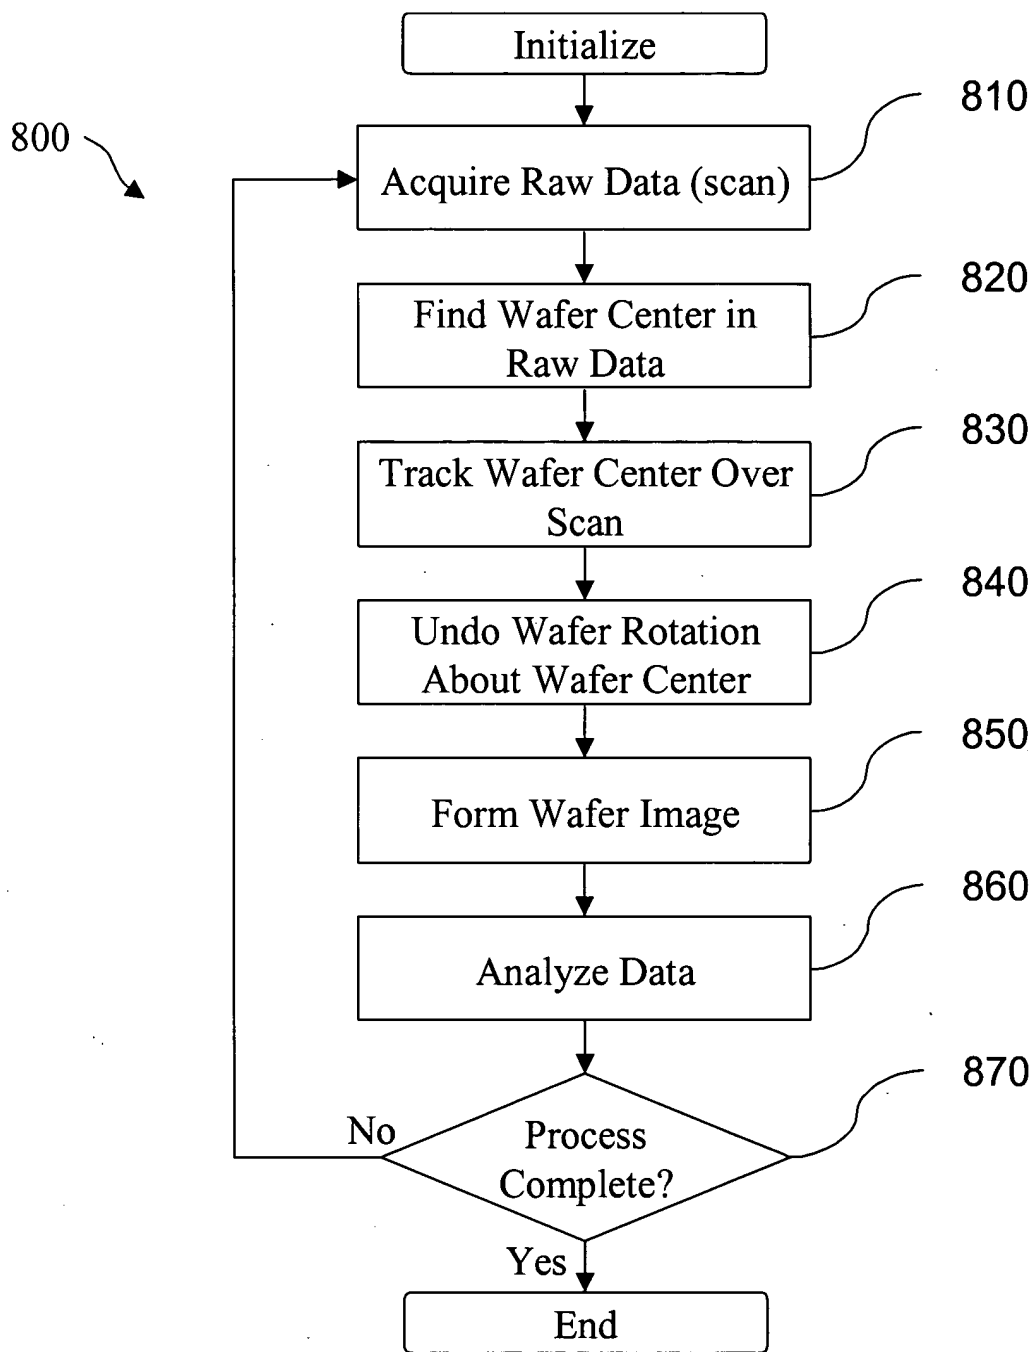 Initialize
810
800
Acquire Raw Data (scan)
820
Find Wafer Center in
Raw Data
830
Track Wafer Center Over
Scan
840
Undo Wafer Rotation
About Wafer Center
850
Form Wafer Image
860
Analyze Data
870
No
Process
Complete?
Yes
End